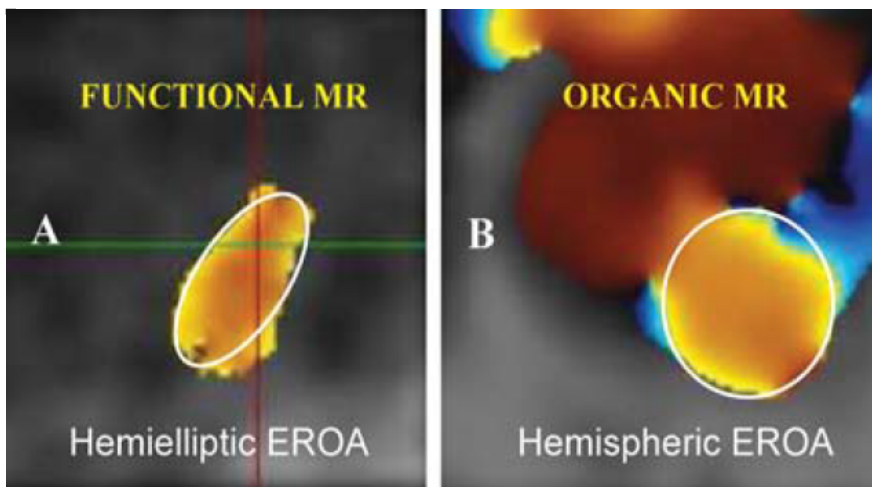 FUNCTIONAL MR
A
Hemielliptic EROA
ORGANIC MR
B
Hemispheric EROA